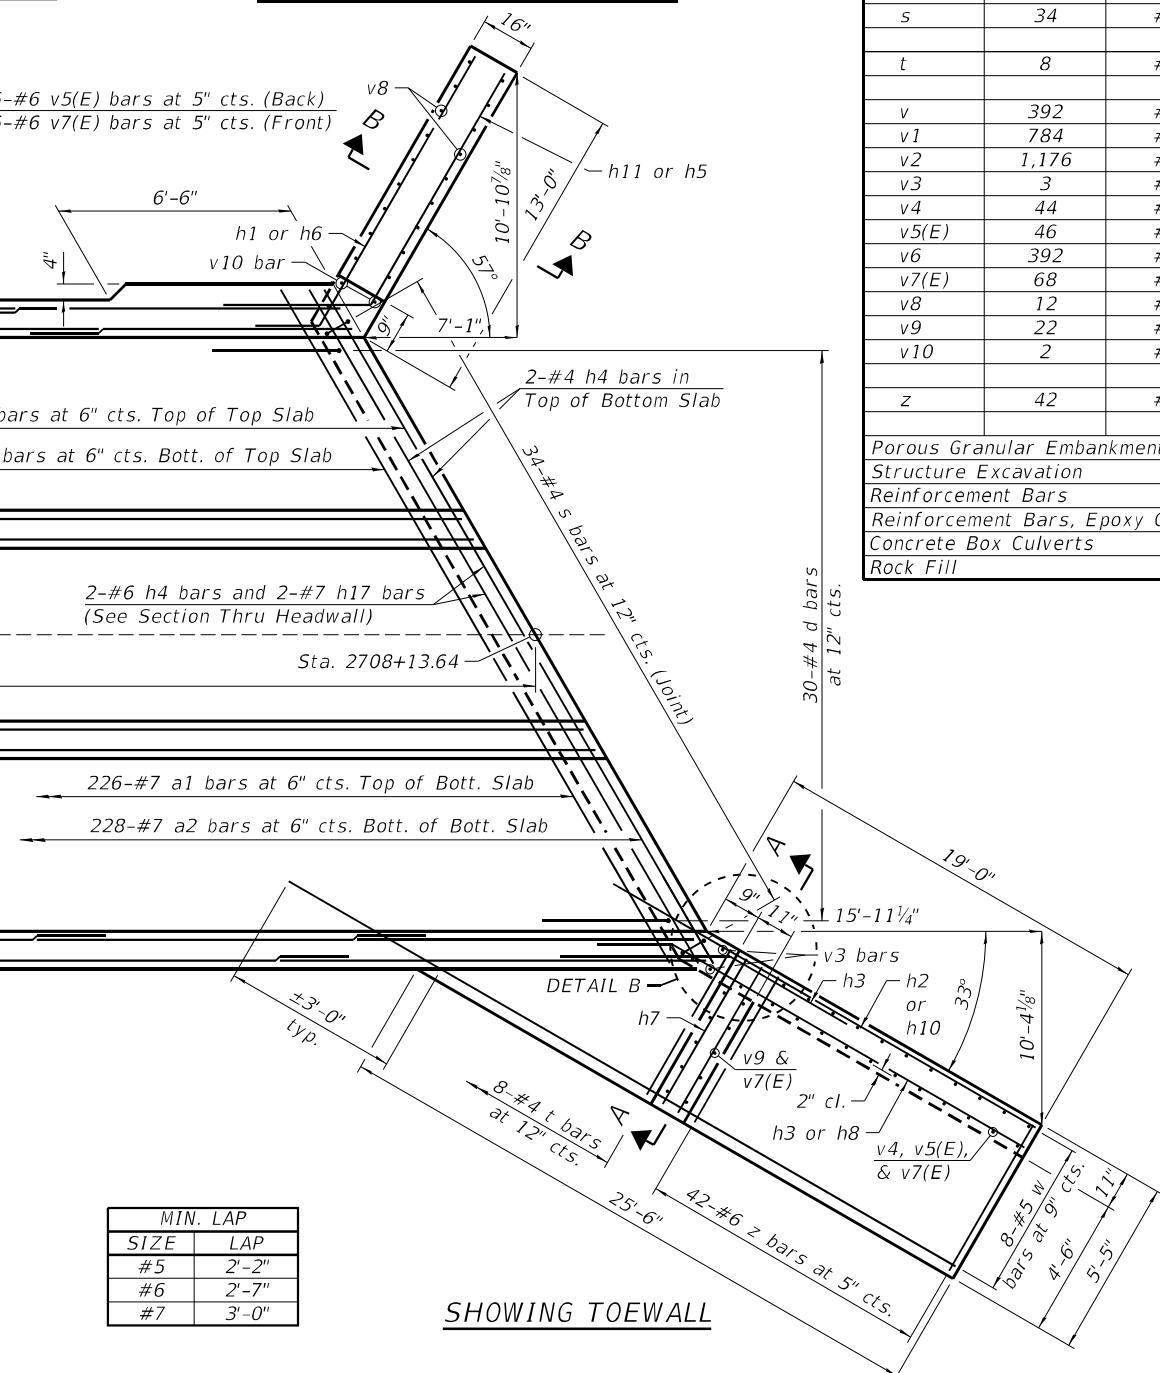 16"
v8
-#6 v5(E) bars at 5" cts. (Back)
-#6 v7(E) bars at 5" cts. (Front)
B
h11 or h5
10'-10⅞"
13'-0"
6'-6"
h1 or h6
v10 bar
4"
57°
B
7'-1"
9"
2-#4 h4 bars in
Top of Bottom Slab
bars at 6" cts. Top of Top Slab
bars at 6" cts. Bott. of Top Slab
34-#4 s bars at 12" cts. (Joint)
2-#6 h4 bars and 2-#7 h17 bars
(See Section Thru Headwall)
Sta. 2708+13.64
30-#4 d bars
at 12" cts.
226-#7 a1 bars at 6" cts. Top of Bott. Slab
228-#7 a2 bars at 6" cts. Bott. of Bott. Slab
A
19'-0"
9"
11"
15'-11¼"
v3 bars
DETAIL B
h3
h2
or
h10
33°
10'-4⅛"
±3'-0"
typ.
h7
v9 &
v7(E)
2" cl.
h3 or h8
v4, v5(E),
& v7(E)
8-#4 t bars
at 12" cts.
A
42-#6 z bars at 5" cts.
25'-6"
8-#5 w
bars at 9" cts.
11"
4'-6"
5'-5"
MIN. LAP
SIZE LAP
#5 2'-2"
#6 2'-7"
#7 3'-0"
SHOWING TOEWALL
s 34 #
t 8 #
v 392 #
v1 784 #
v2 1,176 #
v3 3 #
v4 44 #
v5(E) 46 #
v6 392 #
v7(E) 68 #
v8 12 #
v9 22 #
v10 2 #
z 42 #
Porous Granular Embankment
Structure Excavation
Reinforcement Bars
Reinforcement Bars, Epoxy C
Concrete Box Culverts
Rock Fill